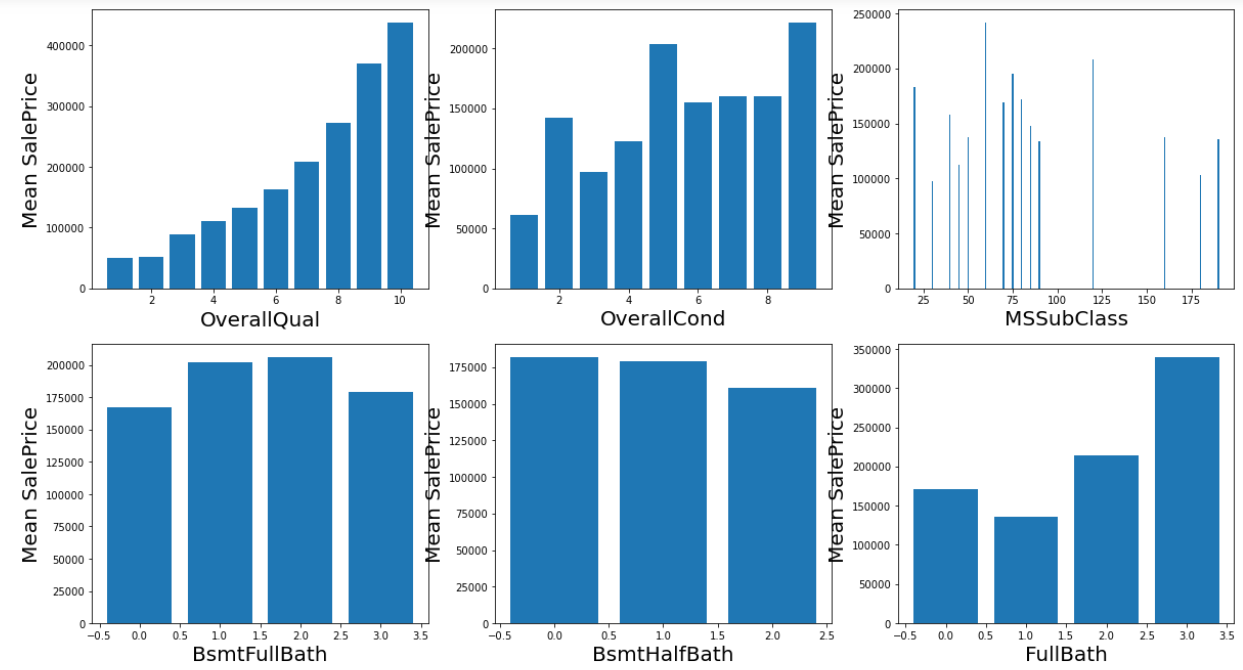 Mean SalePrice
400000
300000
200000
100000
0
2 4 6 8 10
OverallQual
Mean SalePrice
200000
150000
100000
50000
0
2 4 6 8
OverallCond
Mean SalePrice
250000
200000
150000
100000
50000
0
25 50 75 100 125 150 175
MSSubClass
Mean SalePrice
200000
175000
150000
125000
100000
75000
50000
25000
0
−0.5 0.0 0.5 1.0 1.5 2.0 2.5 3.0 3.5
BsmtFullBath
Mean SalePrice
175000
150000
125000
100000
75000
50000
25000
0
−0.5 0.0 0.5 1.0 1.5 2.0 2.5
BsmtHalfBath
Mean SalePrice
350000
300000
250000
200000
150000
100000
50000
0
−0.5 0.0 0.5 1.0 1.5 2.0 2.5 3.0 3.5
FullBath